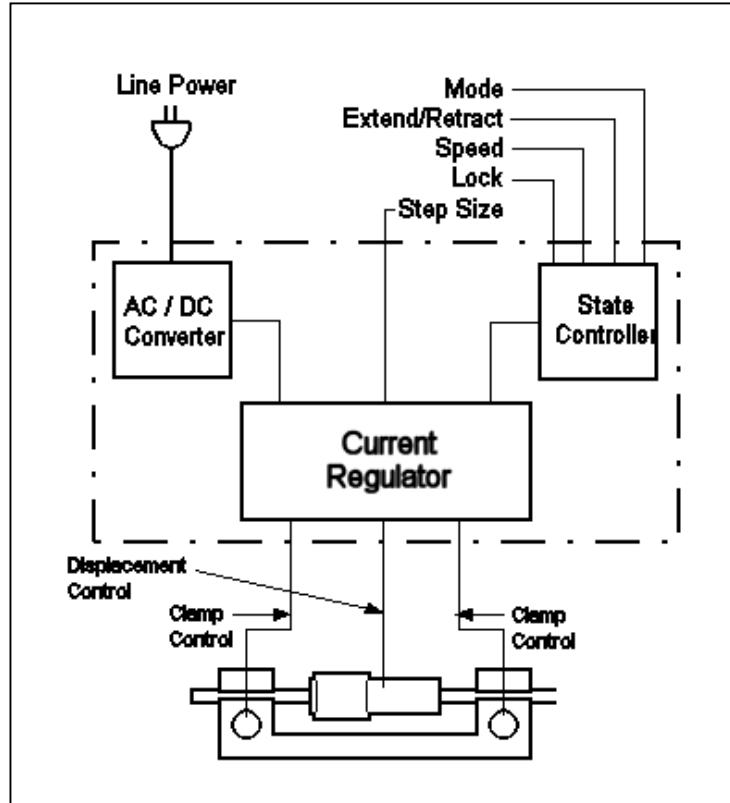 Line Power
Mode
Extend/Retract
Speed
Lock
Step Size
AC / DC
Converter
State
Controller
Current
Regulator
Displacement
Control
Clamp
Control
Clamp
Control